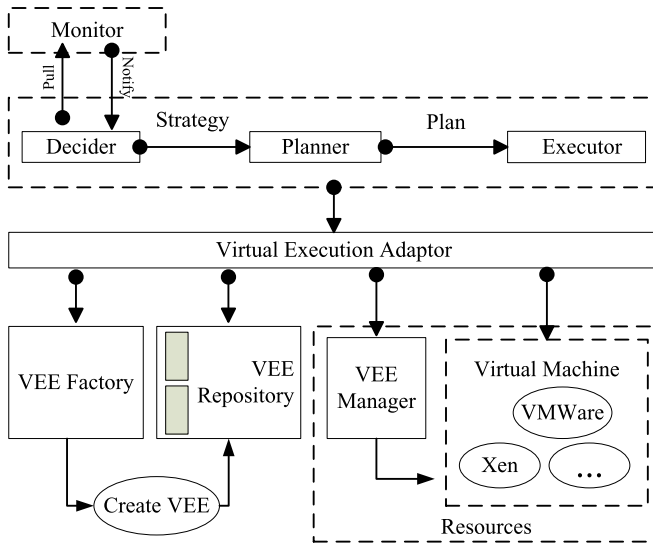 Monitor
Pull
Notify
Strategy
Plan
Decider
Planner
Executor
Virtual Execution Adaptor
VEE Factory
VEE
Repository
VEE
Manager
Virtual Machine
VMWare
Xen
...
Create VEE
Resources